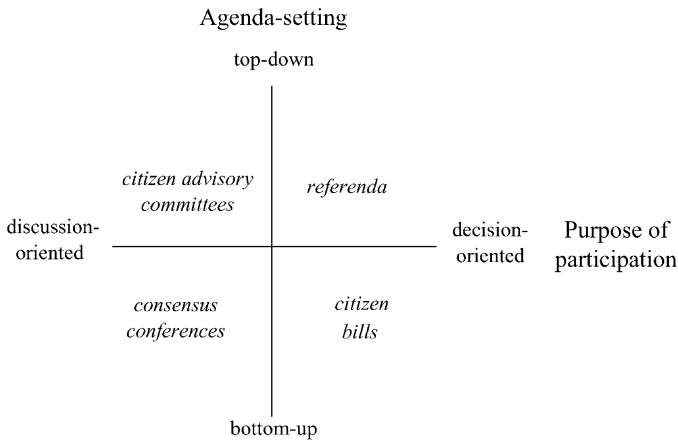 Agenda-setting
top-down
citizen advisory
committees
referenda
discussion-
oriented
decision-
oriented
Purpose of
participation
consensus
conferences
citizen
bills
bottom-up